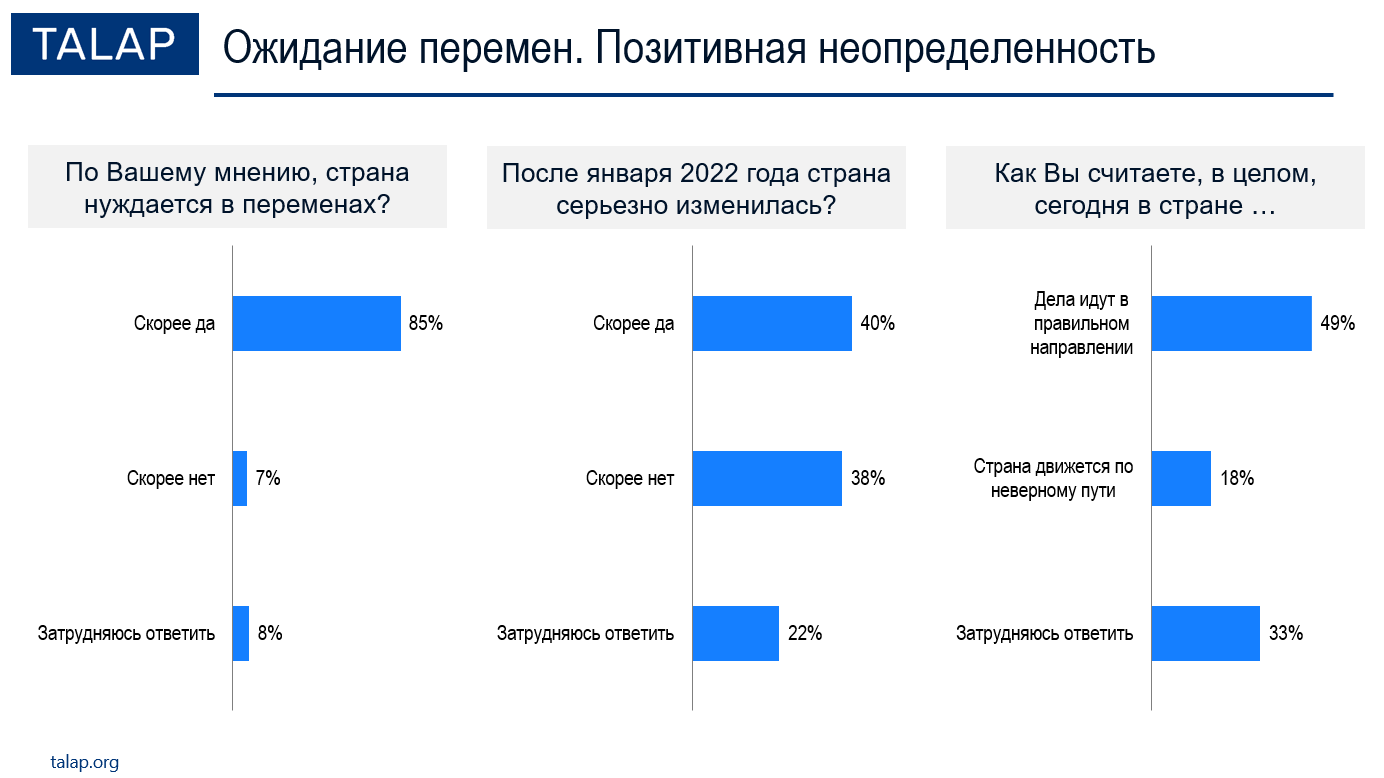 TALAP
Ожидание перемен. Позитивная неопределенность
По Вашему мнению, страна
нуждается в переменах?
Скорее да
85%
Скорее нет
7%
Затрудняюсь ответить
8%
После января 2022 года страна
серьезно изменилась?
Скорее да
40%
Скорее нет
38%
Затрудняюсь ответить
22%
Как Вы считаете, в целом,
сегодня в стране …
Дела идут в
правильном
направлении
49%
Страна движется по
неверному пути
18%
Затрудняюсь ответить
33%
talap.org